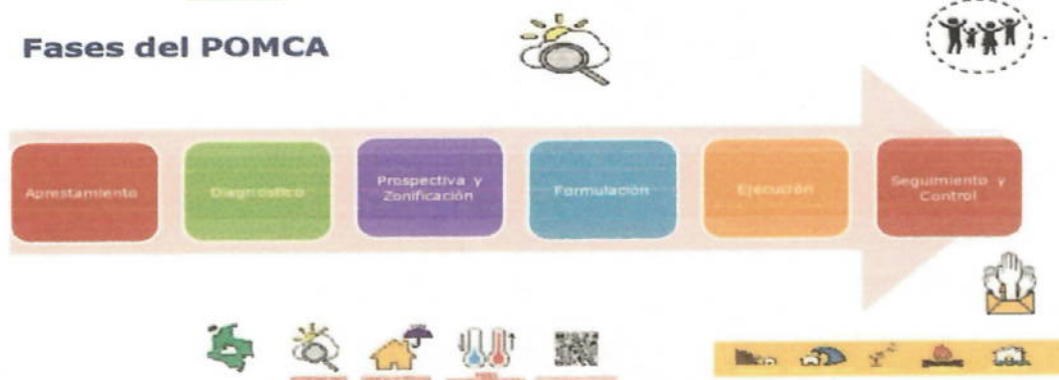 Fases del POMCA
Aprestamiento
Diagnóstico
Prospectiva y
Zonificación
Formulación
Ejecución
Seguimiento y
Control